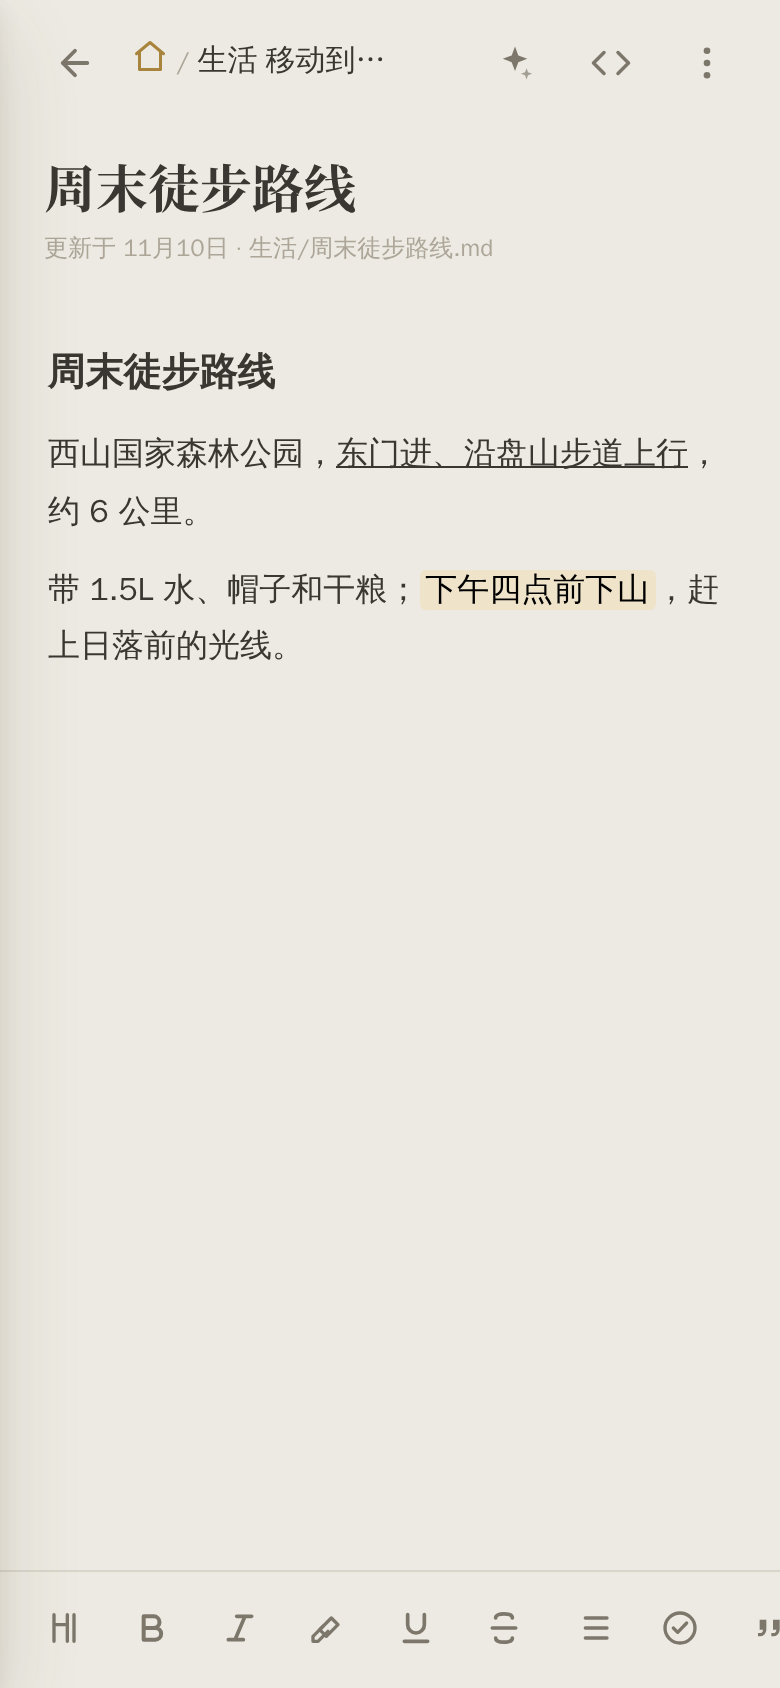 / 生活 移动到···
周末徒步路线
更新于 11月10日 · 生活/周末徒步路线.md
周末徒步路线
西山国家森林公园，东门进、沿盘山步道上行，
约 6 公里。
带 1.5L 水、帽子和干粮；下午四点前下山，赶
上日落前的光线。